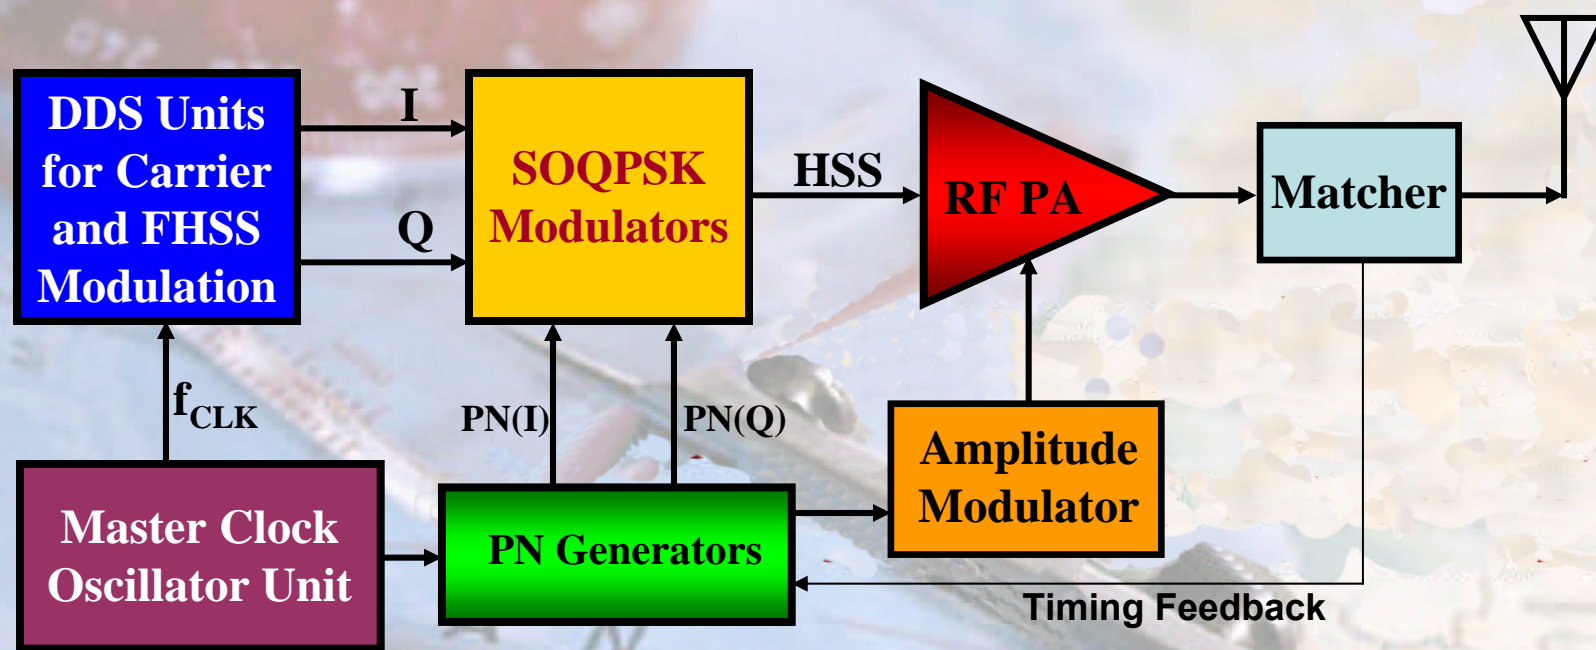 DDS Units
for Carrier
and FHSS
Modulation
I
Q
SOQPSK
Modulators
HSS
RF PA
Matcher
fCLK
PN(I)
PN(Q)
Amplitude
Modulator
Master Clock
Oscillator Unit
PN Generators
Timing Feedback